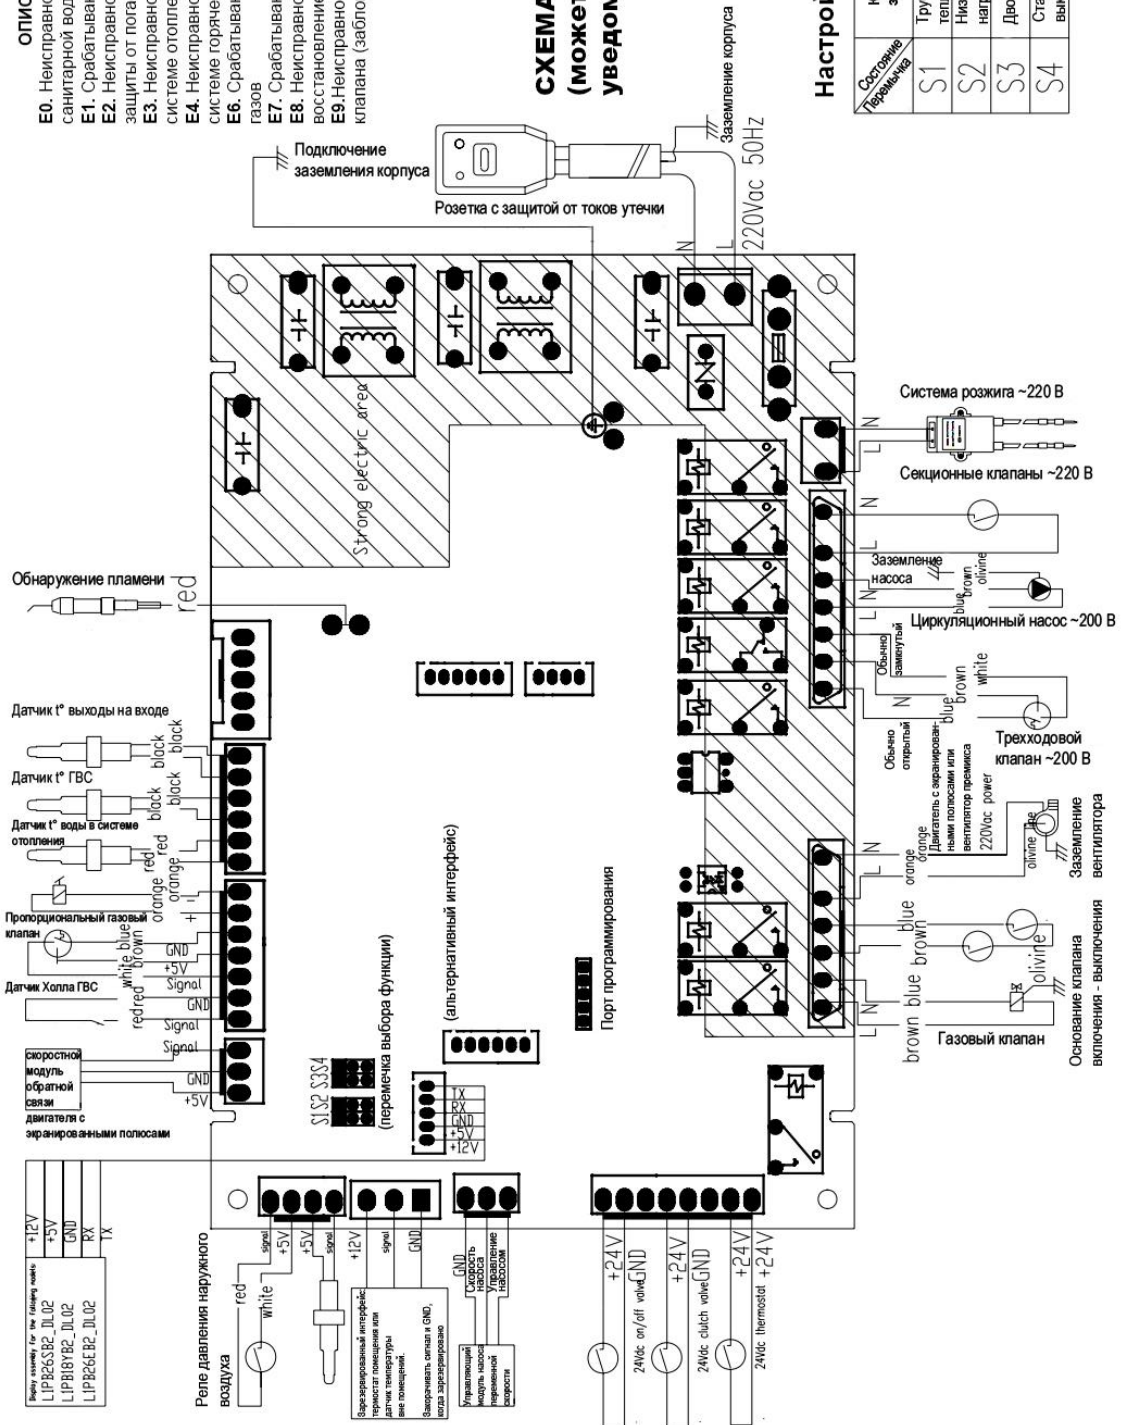 ОПИС
E0. Неисправно
санитарной вод
E1. Срабатыван
E2. Неисправно
защиты от пога
E3. Неисправно
системе отопле
E4. Неисправно
системе горяче
E6. Срабатыван
газов
E7. Срабатыван
E8. Неисправно
восстановление
E9.Неисправно
клапана (забло
СХЕМА
(может
уведом
Настрой
Состояние
Перемычка
S1
S2
S3
S4
Тру
теп
Низ
наг
Дво
Ста
вык
Подключение
заземления корпуса
Заземление корпуса
Розетка с защитой от токов утечки
N
L
220Vac 50Hz
Strong electric area
Система розжига ~220 В
N
L
Секционные клапаны ~220 В
N
L
Заземление
насоса
olivine
brown
blue
N
L
Циркуляционный насос ~200 В
Обычно
замкнутый
white
brown
blue
N
Обычно
открытый
Трехходовой
клапан ~200 В
Двигатель с экранирован-
ными полюсами или
вентилятор премикса
220Vac power
N
L
orange
orange
olivine
Заземление
вентилятора
blue
brown
blue
brown
olivine
N
L
Газовый клапан
Основание клапана
включения - выключения
Обнаружение пламени
red
Датчик t° выходы на входе
black
black
Датчик t° ГВС
black
black
Датчик t° воды в системе
отопления
red
red
orange
orange
+
-
Пропорциональный газовый
клапан
blue
brown
white
GND
+5V
Signal
Датчик Холла ГВС
red
red
GND
Signal
скоростной
модуль
обратной
связи
двигателя с
экранированными полюсами
Signal
GND
+5V
(альтернативный интерфейс)
Порт программирования
S1S2 S3S4
(перемечка выбора функции)
TX
RX
GND
+5V
+12V
+12V
+5V
GND
RX
TX
Display assembly for the following models:
L1PB26SB2_DL02
L1PB18YB2_DL02
L1PB26EB2_DL02
Реле давления наружного
воздуха
red
white
signal
+5V
+5V
signal
+12V
signal
GND
Зарезервированный интерфейс:
термостат помещения или
датчик температуры
вне помещений.
Закорачивать сигнал и GND,
когда зарезервировано
GND
Скорость
насоса
Управление
насосом
Управляющий
модуль насоса
переменной
скорости
+24V
GND
24Vdc on/off valve
+24V
GND
24Vdc clutch valve
+24V
+24V
24Vdc thermostat